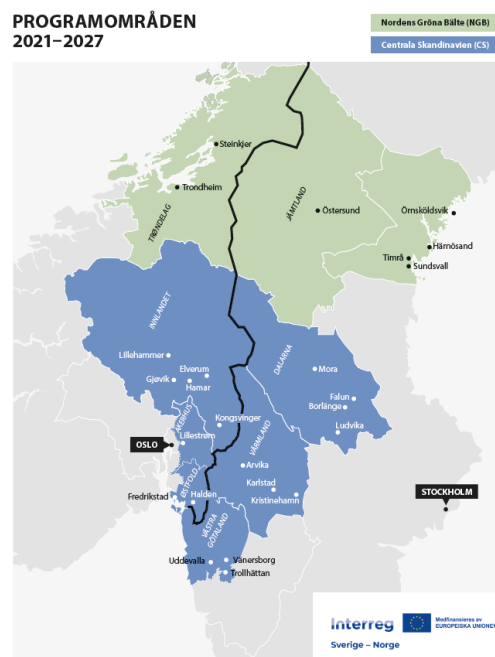 PROGRAMOMRÅDEN
2021–2027
Nordens Gröna Bälte (NGB)
Centrala Skandinavien (CS)
Steinkjer
Trondheim
TRØNDELAG
JÄMTLAND
Östersund
Örnsköldsvik
Härnösand
Timrå
Sundsvall
INNLANDET
Lillehammer
Elverum
Gjøvik
Hamar
DALARNA
Mora
Falun
Borlänge
Ludvika
AKERHUS
Kongsvinger
VÄRMLAND
Lillestrøm
OSLO
Arvika
ØSTFOLD
Karlstad
Kristinehamn
Fredrikstad
Halden
STOCKHOLM
VÄSTRA
GÖTALAND
Uddevalla
Vänersborg
Trollhättan
Interreg
Medfinansieras av
EUROPEISKA UNIONEN
Sverige – Norge